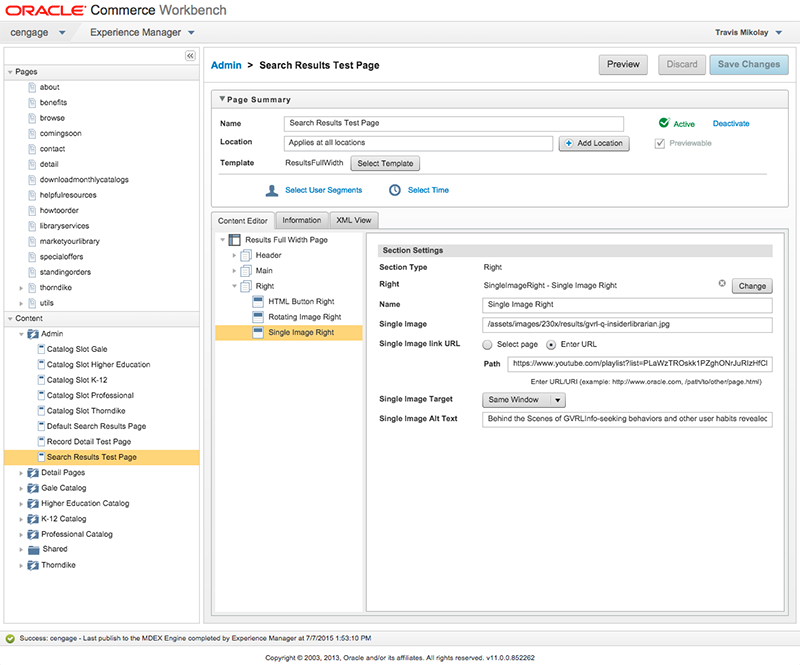 ORACLE Commerce Workbench
cengage Experience Manager Travis Mikolay
Pages
about
benefits
browse
comingsoon
contact
detail
downloadmonthlycatalogs
helpfulresources
howtoorder
libraryservices
marketyourlibrary
specialoffers
standingorders
thorndike
utils
Content
Admin
Catalog Slot Gale
Catalog Slot Higher Education
Catalog Slot K-12
Catalog Slot Professional
Catalog Slot Thorndike
Default Search Results Page
Record Detail Test Page
Search Results Test Page
Detail Pages
Gale Catalog
Higher Education Catalog
K-12 Catalog
Professional Catalog
Shared
Thorndike
Admin > Search Results Test Page Preview Discard Save Changes
Page Summary
Name Search Results Test Page Active Deactivate
Location Applies at all locations Add Location Previewable
Template ResultsFullWidth Select Template
Select User Segments Select Time
Content Editor Information XML View
Results Full Width Page
Header
Main
Right
HTML Button Right
Rotating Image Right
Single Image Right
Section Settings
Section Type Right
Right SingleImageRight - Single Image Right Change
Name Single Image Right
Single Image /assets/images/230x/results/gvrl-q-insiderlibrarian.jpg
Single Image link URL Select page Enter URL
Path https://www.youtube.com/playlist?list=PLaWzTROskk1PZghONrJuRlzHfCl
Enter URL/URI (example: http://www.oracle.com, /path/to/other/page.html)
Single Image Target Same Window
Single Image Alt Text Behind the Scenes of GVRLInfo-seeking behaviors and other user habits revealed
Success: cengage - Last publish to the MDEX Engine completed by Experience Manager at 7/7/2015 1:53:10 PM
Copyright © 2003, 2013, Oracle and/or its affiliates. All rights reserved. v11.0.0.852262